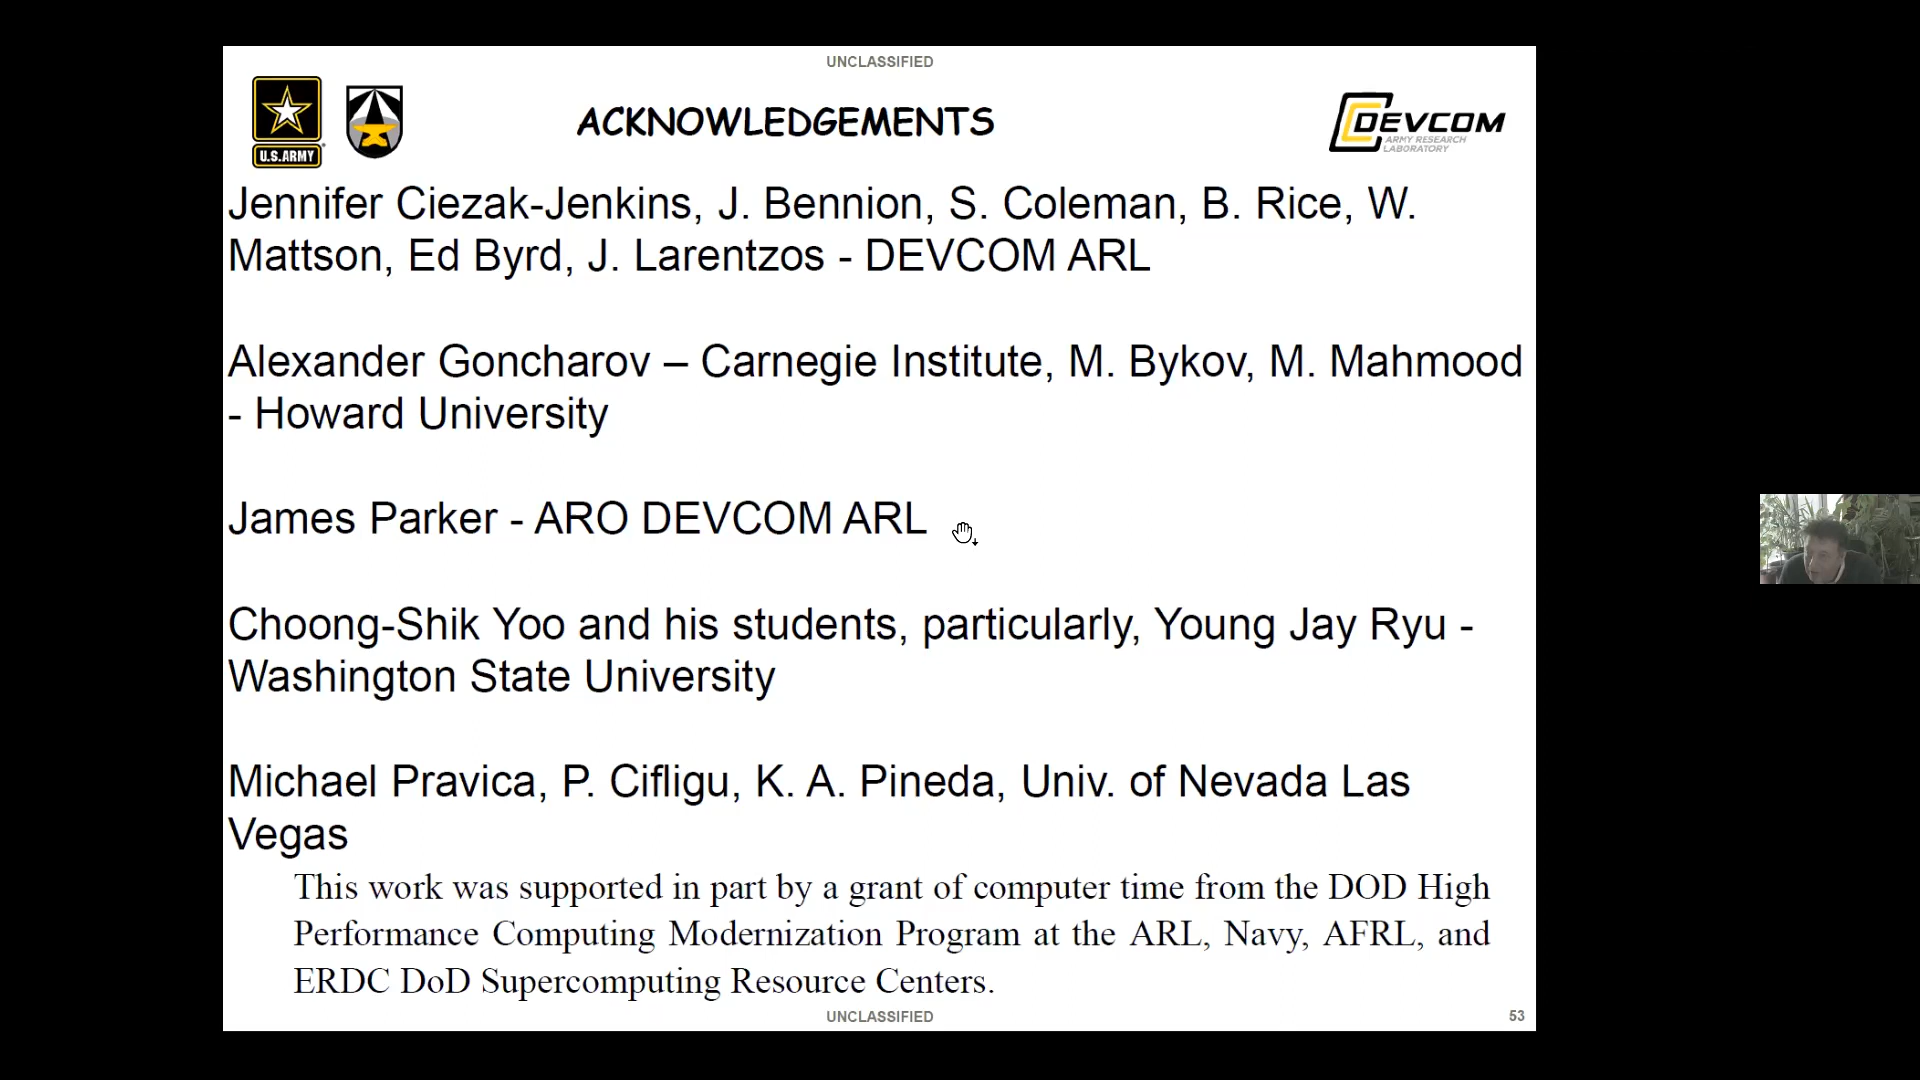 UNCLASSIFIED
U.S.ARMY
ACKNOWLEDGEMENTS
DEVCOM
ARMY RESEARCH
LABORATORY
Jennifer Ciezak-Jenkins, J. Bennion, S. Coleman, B. Rice, W.
Mattson, Ed Byrd, J. Larentzos - DEVCOM ARL
Alexander Goncharov – Carnegie Institute, M. Bykov, M. Mahmood
- Howard University
James Parker - ARO DEVCOM ARL
Choong-Shik Yoo and his students, particularly, Young Jay Ryu -
Washington State University
Michael Pravica, P. Cifligu, K. A. Pineda, Univ. of Nevada Las
Vegas
This work was supported in part by a grant of computer time from the DOD High
Performance Computing Modernization Program at the ARL, Navy, AFRL, and
ERDC DoD Supercomputing Resource Centers.
UNCLASSIFIED
53